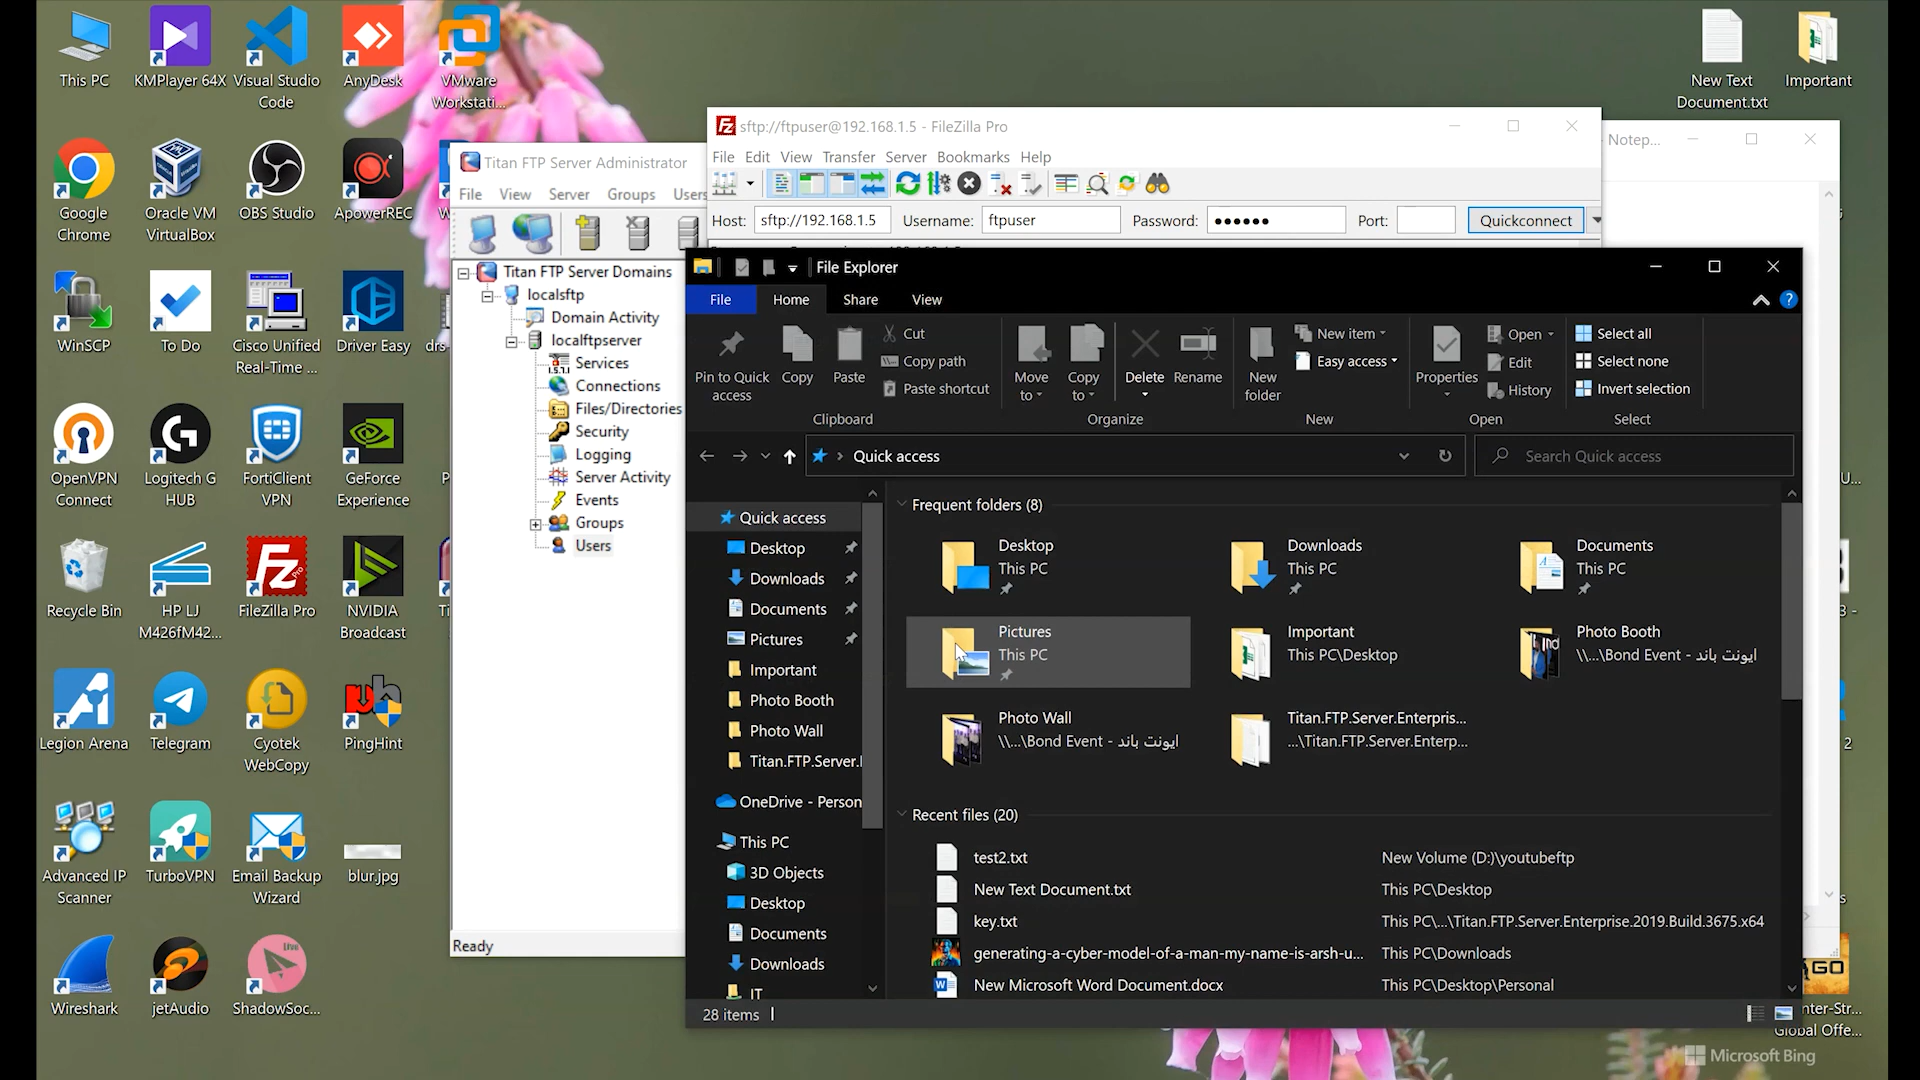 This PC
KMPlayer 64X
Visual Studio
Code
AnyDesk
VMware
Workstati...
New Text
Document.txt
Important
Google
Chrome
Oracle VM
VirtualBox
OBS Studio
ApowerREC
WinSCP
To Do
Cisco Unified
Real-Time ...
Driver Easy
OpenVPN
Connect
Logitech G
HUB
FortiClient
VPN
GeForce
Experience
Recycle Bin
HP LJ
M426fM42...
FileZilla Pro
NVIDIA
Broadcast
Legion Arena
Telegram
Cyotek
WebCopy
PingHint
Advanced IP
Scanner
TurboVPN
Email Backup
Wizard
blur.jpg
Wireshark
jetAudio
ShadowSoc...
Titan FTP Server Administrator
File View Server Groups Users
Titan FTP Server Domains
localsftp
Domain Activity
localftpserver
Services
Connections
Files/Directories
Security
Logging
Server Activity
Events
Groups
Users
Ready
sftp://ftpuser@192.168.1.5 - FileZilla Pro
File Edit View Transfer Server Bookmarks Help
Host: sftp://192.168.1.5 Username: ftpuser Password: ●●●●●● Port: Quickconnect
Notep...
File Explorer
File Home Share View
Pin to Quick
access
Copy
Paste
Cut
Copy path
Paste shortcut
Clipboard
Move
to
Copy
to
Delete
Rename
Organize
New
folder
New item
Easy access
New
Properties
Open
Edit
History
Open
Select all
Select none
Invert selection
Select
Quick access
Search Quick access
Quick access
Desktop
Downloads
Documents
Pictures
Important
Photo Booth
Photo Wall
Titan.FTP.Server.
OneDrive - Person
This PC
3D Objects
Desktop
Documents
Downloads
IT
Frequent folders (8)
Desktop
This PC
Downloads
This PC
Documents
This PC
Pictures
This PC
Important
This PC\Desktop
Photo Booth
\\...\Bond Event - ایونت باند
Photo Wall
\\...\Bond Event - ایونت باند
Titan.FTP.Server.Enterpris...
...\Titan.FTP.Server.Enterp...
Recent files (20)
test2.txt New Volume (D:)\youtubeftp
New Text Document.txt This PC\Desktop
key.txt This PC\...\Titan.FTP.Server.Enterprise.2019.Build.3675.x64
generating-a-cyber-model-of-a-man-my-name-is-arsh-u... This PC\Downloads
New Microsoft Word Document.docx This PC\Desktop\Personal
28 items
GO
nter-Str...
Global Offe...
Microsoft Bing